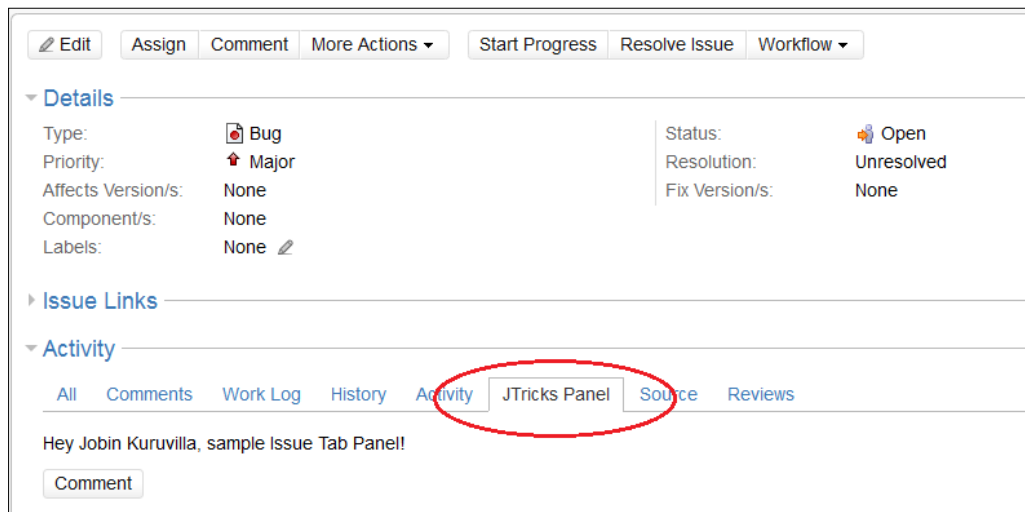 Edit Assign Comment More Actions Start Progress Resolve Issue Workflow
Details
Type: Bug Status: Open
Priority: Major Resolution: Unresolved
Affects Version/s: None Fix Version/s: None
Component/s: None
Labels: None
Issue Links
Activity
All Comments Work Log History Activity JTricks Panel Source Reviews
Hey Jobin Kuruvilla, sample Issue Tab Panel!
Comment